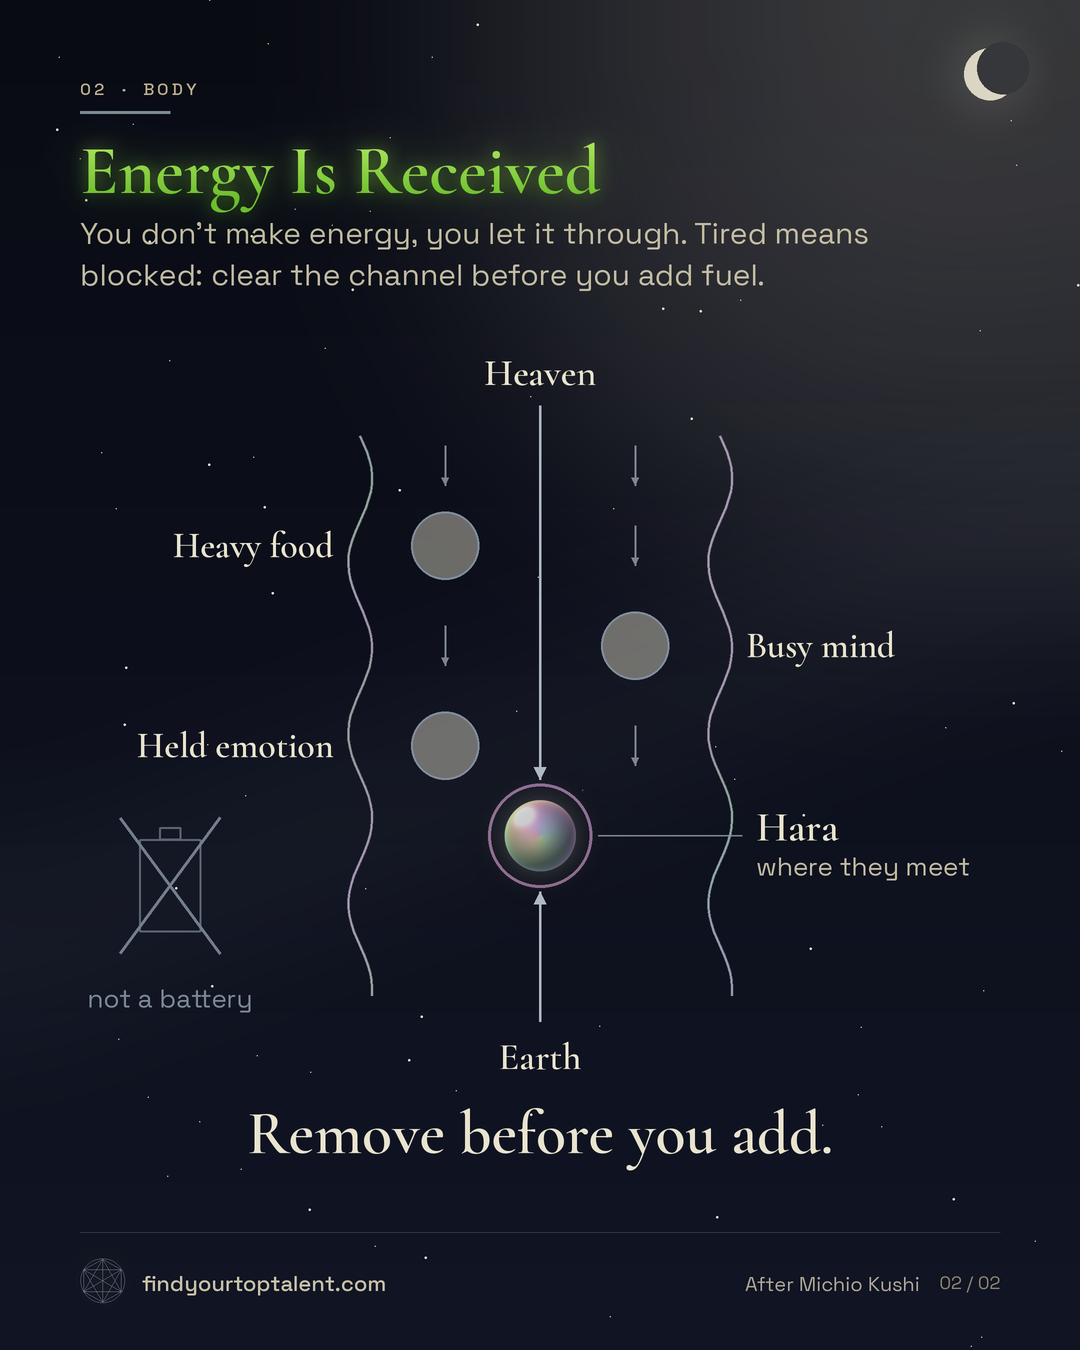 02 · BODY
Energy Is Received
You don't make energy, you let it through. Tired means
blocked: clear the channel before you add fuel.
Heaven
Heavy food
Busy mind
Held emotion
Hara
where they meet
not a battery
Earth
Remove before you add.
findyourtoptalent.com
After Michio Kushi 02 / 02